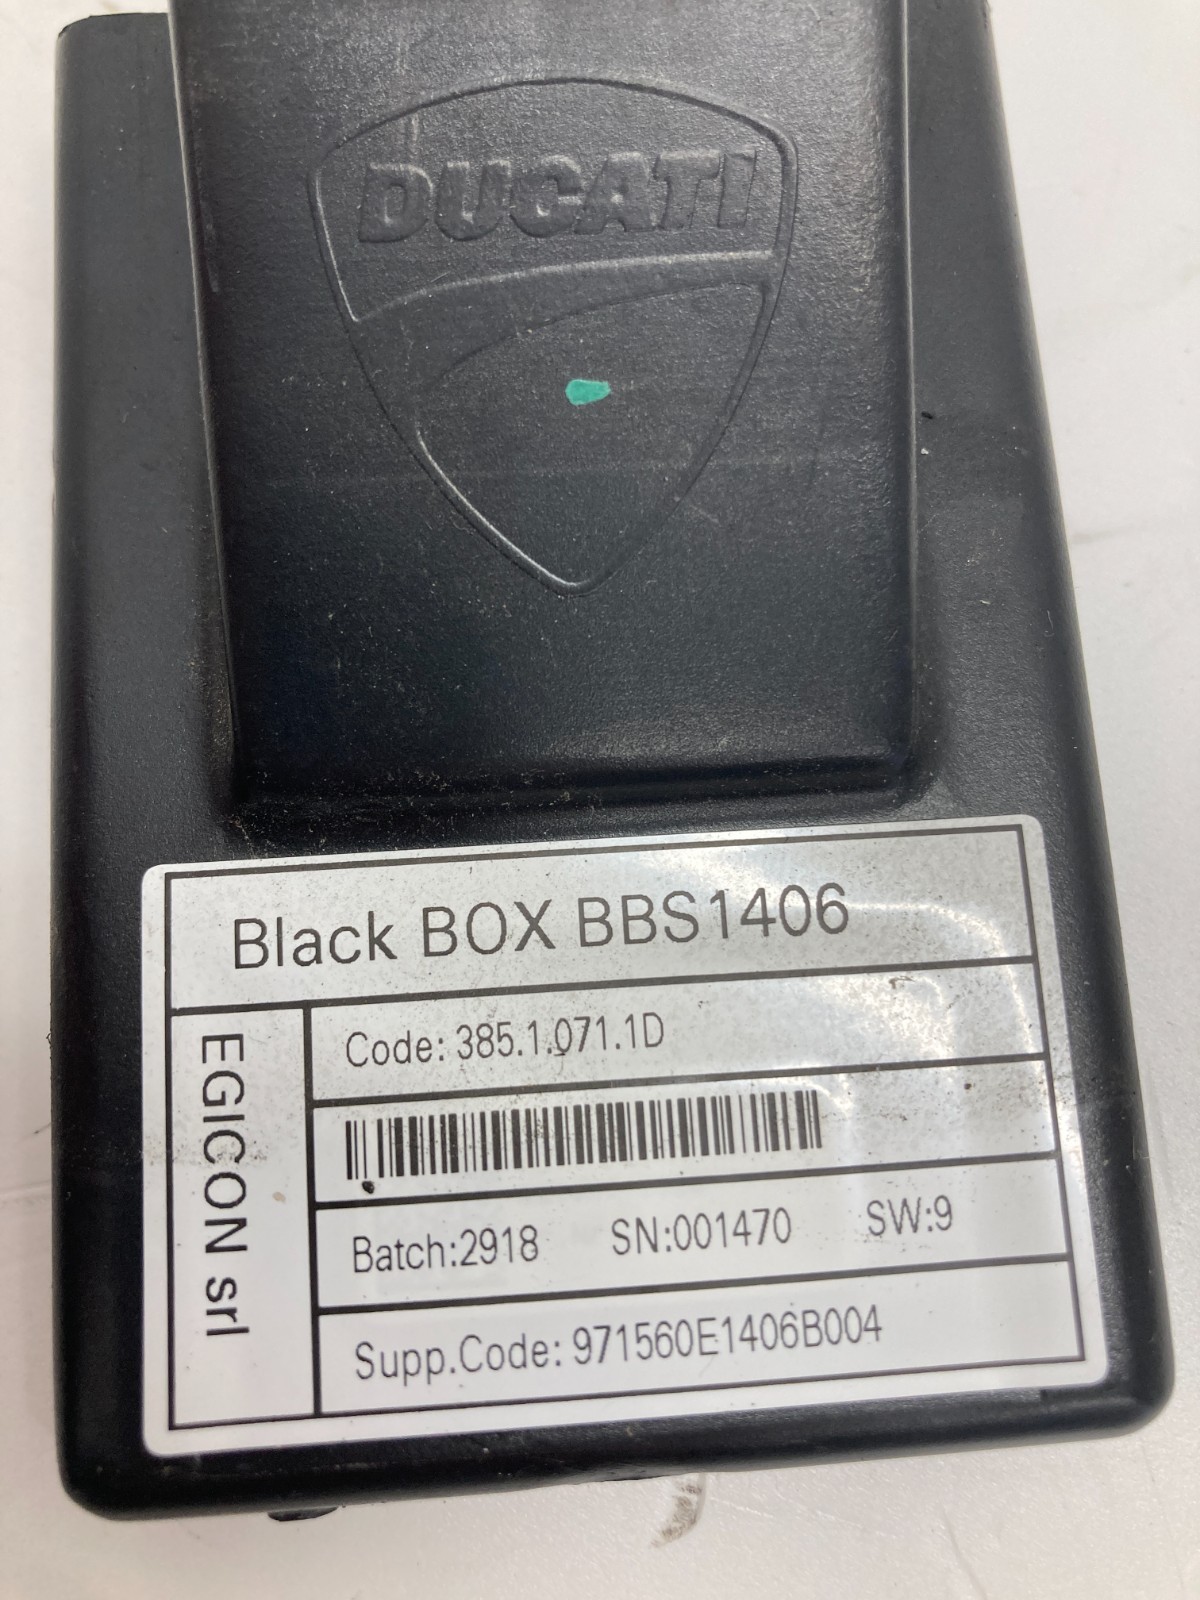 DUCATI
Black BOX BBS1406
EGICON srl
Code: 385.1.071.1D
Batch:2918 SN:001470 SW:9
Supp.Code: 971560E1406B004